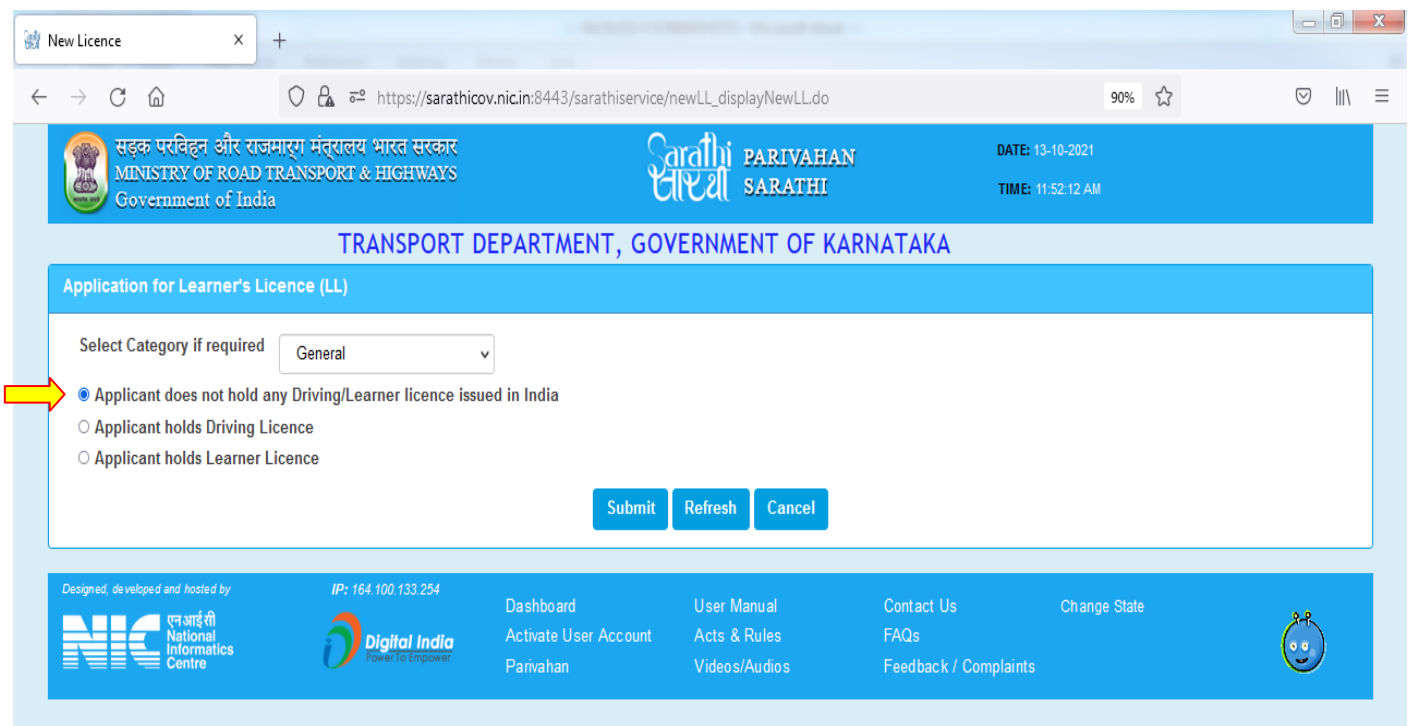 New Licence
https://sarathicov.nic.in:8443/sarathiservice/newLL_displayNewLL.do
90%
सड़क परविहन और राजमार्ग मंत्रालय भारत सरकार
MINISTRY OF ROAD TRANSPORT & HIGHWAYS
Government of India
Sarathi
सारथी
PARIVAHAN
SARATHI
DATE: 13-10-2021
TIME: 11:52:12 AM
TRANSPORT DEPARTMENT, GOVERNMENT OF KARNATAKA
Application for Learner's Licence (LL)
Select Category if required General
Applicant does not hold any Driving/Learner licence issued in India
Applicant holds Driving Licence
Applicant holds Learner Licence
Submit Refresh Cancel
Designed, developed and hosted by
NIC
एन आई सी
National
Informatics
Centre
IP: 164.100.133.254
Digital India
Power To Empower
Dashboard User Manual Contact Us Change State
Activate User Account Acts & Rules FAQs
Parivahan Videos/Audios Feedback / Complaints